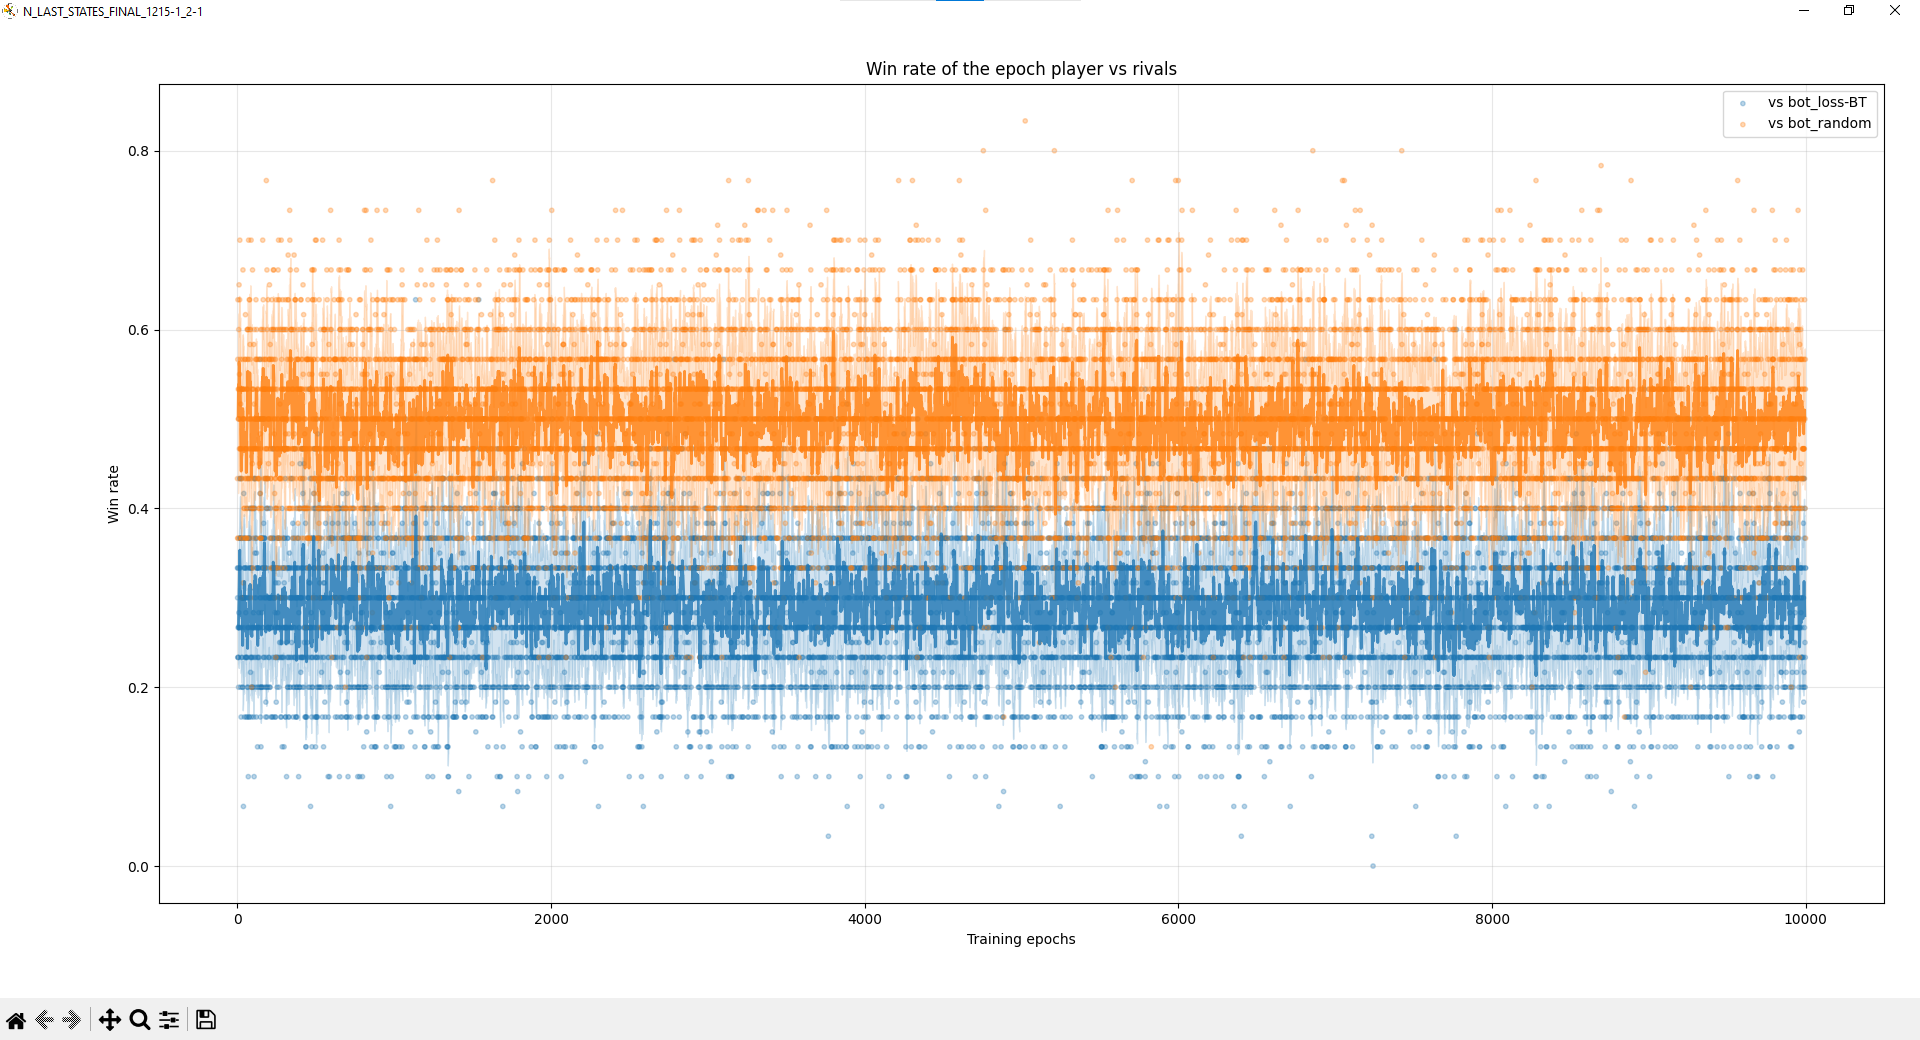 N_LAST_STATES_FINAL_1215-1_2-1
Win rate of the epoch player vs rivals
vs bot_loss-BT
vs bot_random
0.8
0.6
0.4
0.2
0.0
Win rate
0 2000 4000 6000 8000 10000
Training epochs